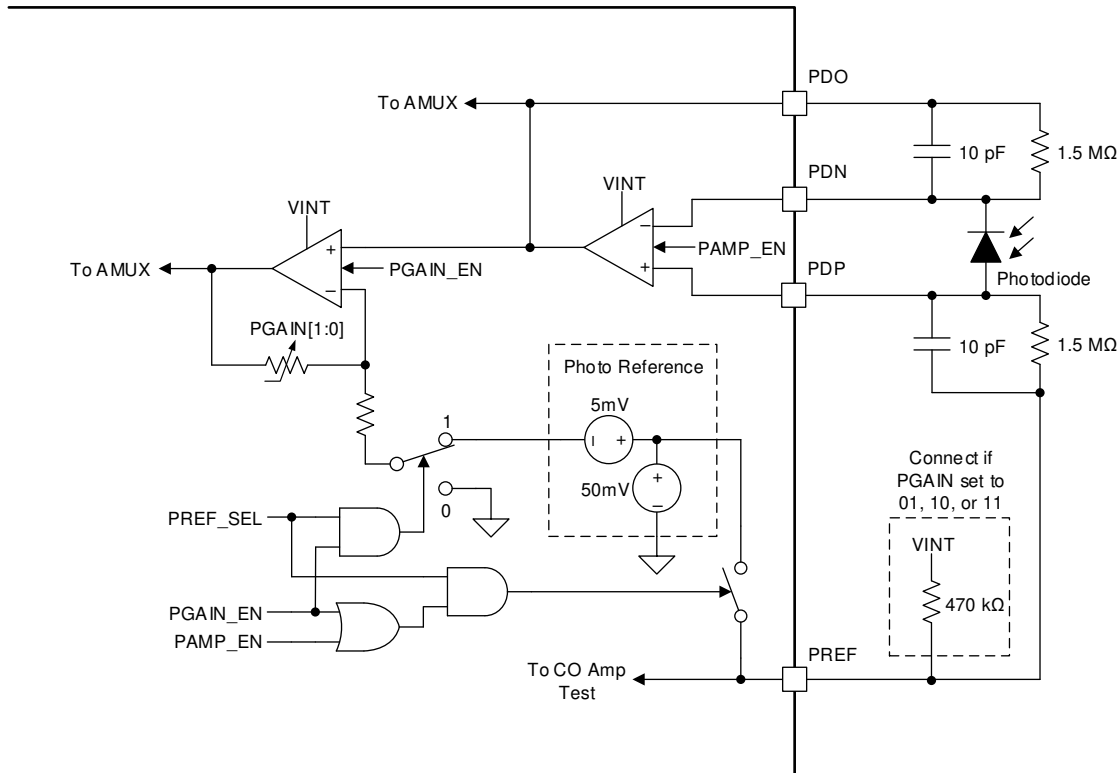 PDO
To AMUX
10 pF
1.5 MΩ
PDN
VINT
VINT
−
+
PAMP_EN
+
−
PGAIN_EN
To AMUX
PDP
Photodiode
PGAIN[1:0]
10 pF
1.5 MΩ
Photo Reference
5mV
− +
1
50mV
+
−
0
Connect if
PGAIN set to
01, 10, or 11
VINT
470 kΩ
PREF_SEL
PGAIN_EN
PAMP_EN
PREF
To CO Amp
Test